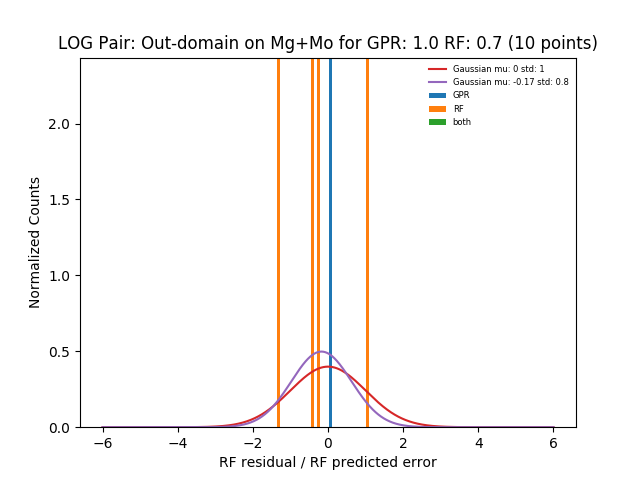 LOG Pair: Out-domain on Mg+Mo for GPR: 1.0 RF: 0.7 (10 points)
Gaussian mu: 0 std: 1
Gaussian mu: -0.17 std: 0.8
GPR
RF
both
Normalized Counts
2.0
1.5
1.0
0.5
0.0
−6 −4 −2 0 2 4 6
RF residual / RF predicted error